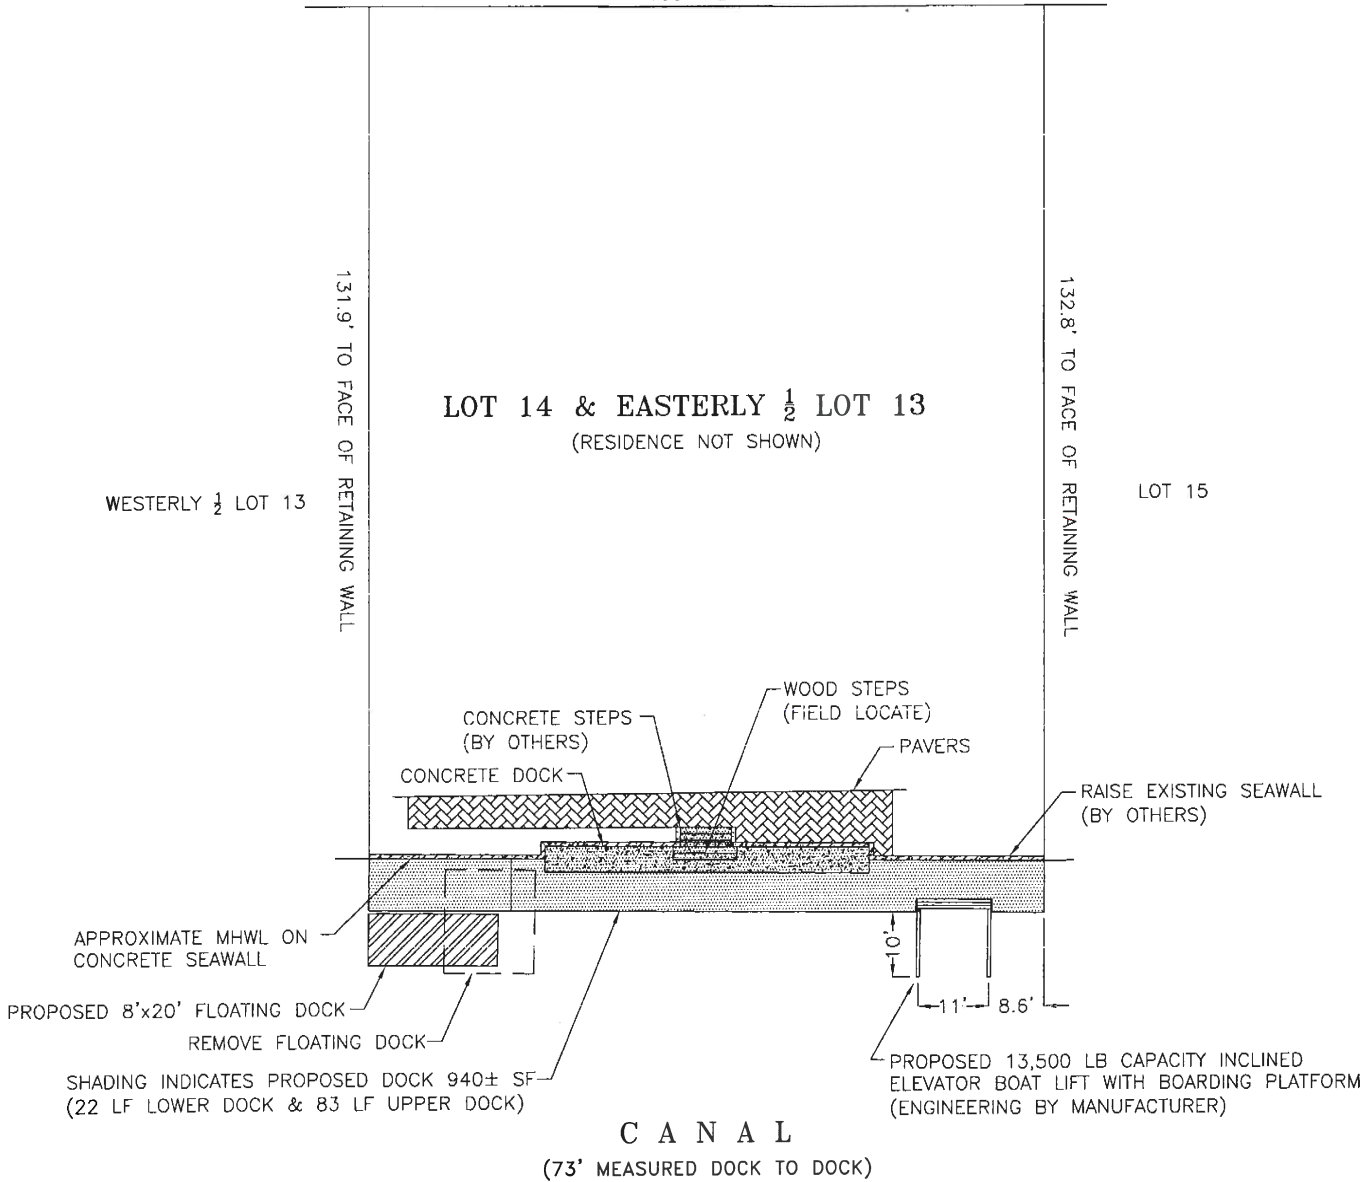 131.9' TO FACE OF RETAINING WALL
132.8' TO FACE OF RETAINING WALL
LOT 14 & EASTERLY ½ LOT 13
(RESIDENCE NOT SHOWN)
WESTERLY ½ LOT 13
LOT 15
WOOD STEPS
(FIELD LOCATE)
CONCRETE STEPS
(BY OTHERS)
PAVERS
CONCRETE DOCK
RAISE EXISTING SEAWALL
(BY OTHERS)
APPROXIMATE MHWL ON
CONCRETE SEAWALL
10'
11'
8.6'
PROPOSED 8'x20' FLOATING DOCK
REMOVE FLOATING DOCK
SHADING INDICATES PROPOSED DOCK 940± SF
(22 LF LOWER DOCK & 83 LF UPPER DOCK)
PROPOSED 13,500 LB CAPACITY INCLINED
ELEVATOR BOAT LIFT WITH BOARDING PLATFORM
(ENGINEERING BY MANUFACTURER)
CANAL
(73' MEASURED DOCK TO DOCK)